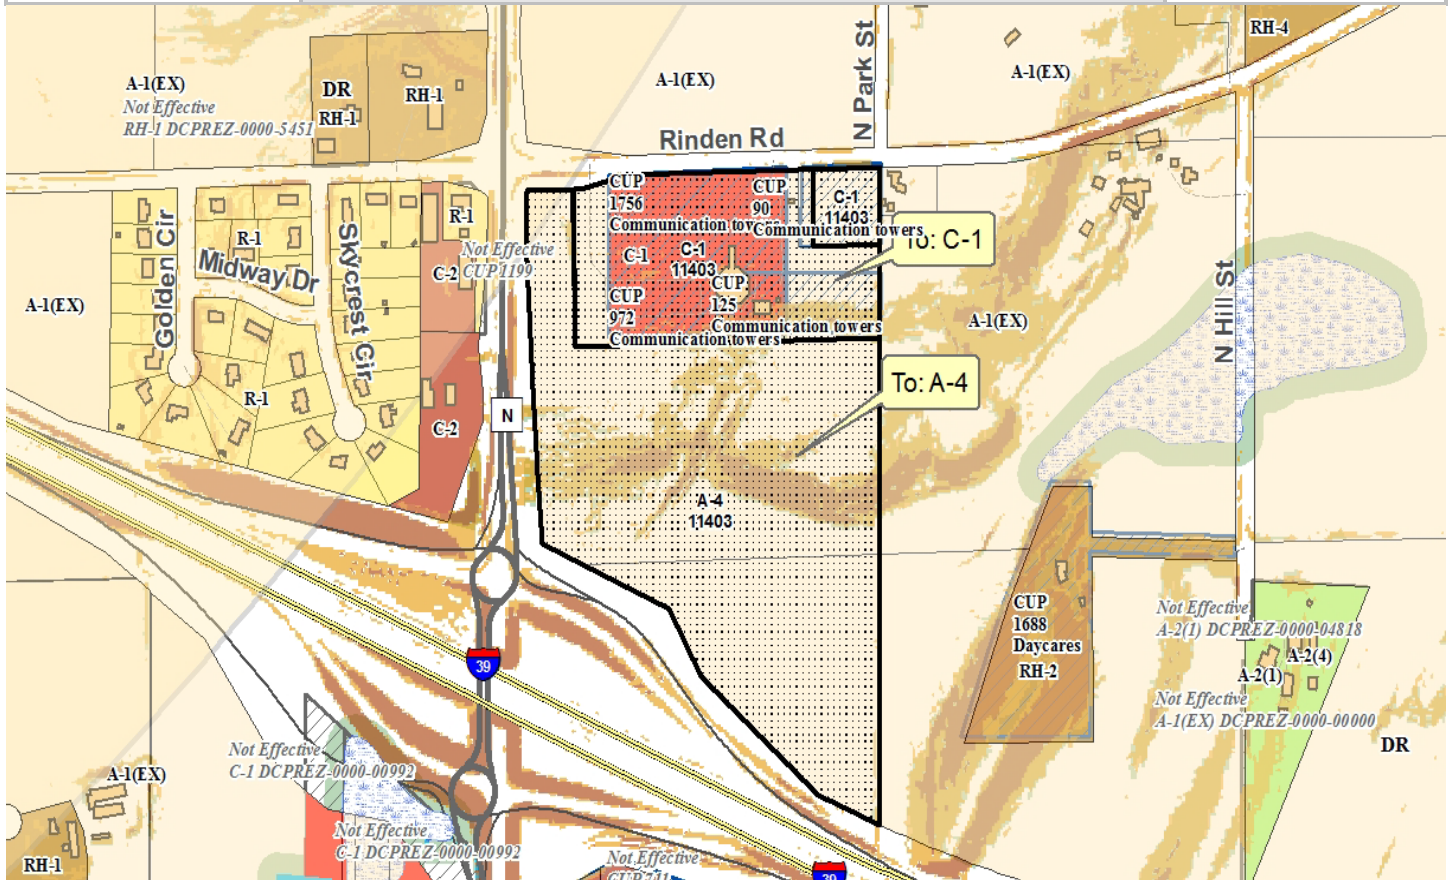 RH-4
N Park St
A-1(EX)
Not Effective
RH-1 DCPREZ-0000-5451
DR
RH-1
RH-1
A-1(EX)
A-1(EX)
Rinden Rd
CUP
1756
Communication towers
CUP
90
Communication towers
C-1
11403
To: C-1
C-1
C-1
11403
CUP
972
Communication towers
CUP
125
Communication towers
R-1
Golden Cir
R-1
Midway Dr
Skycrest Cir
C-2
Not Effective
CUP 1199
A-1(EX)
A-1(EX)
N Hill St
To: A-4
R-1
C-2
N
A-4
11403
CUP
1688
Daycares
RH-2
Not Effective
A-2(1) DCPREZ-0000-04818
A-2(4)
A-2(1)
Not Effective
A-1(EX) DCPREZ-0000-00000
DR
39
Not Effective
C-1 DCPREZ-0000-00992
A-1(EX)
Not Effective
C-1 DCPREZ-0000-00992
RH-1
Not Effective
CUP 741
39